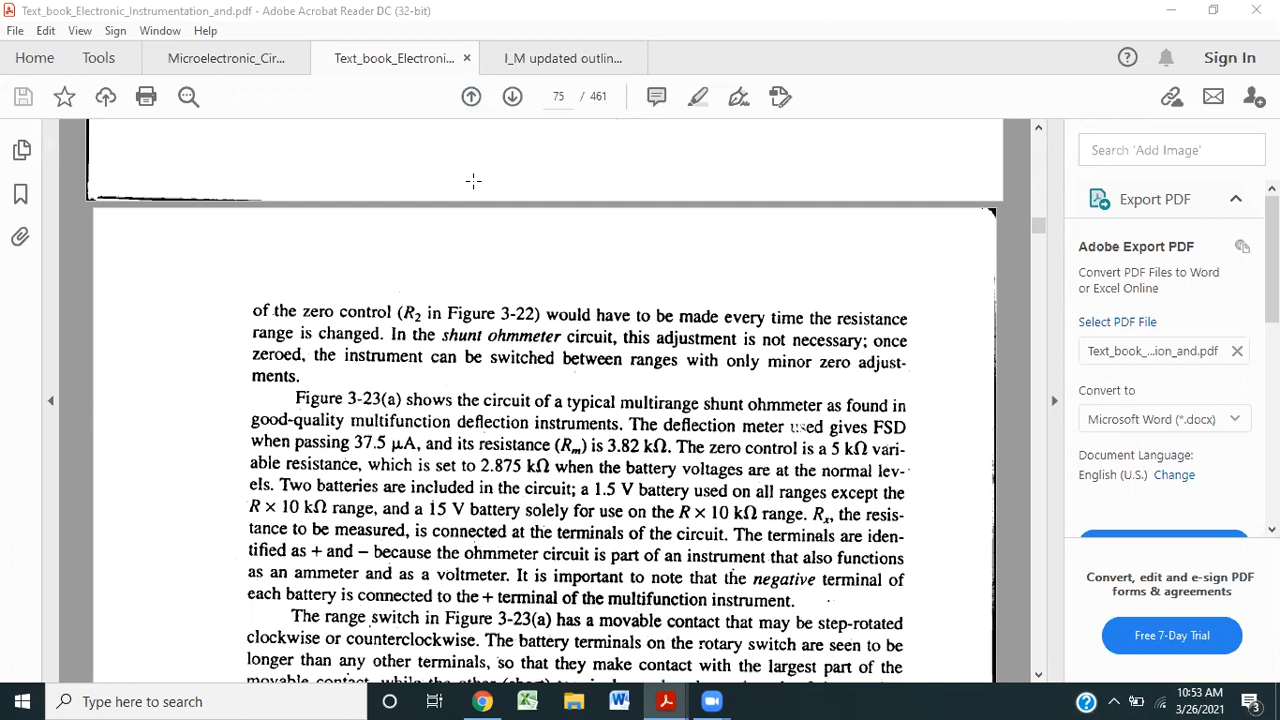 Text_book_Electronic_Instrumentation_and.pdf - Adobe Acrobat Reader DC (32-bit)
File Edit View Sign Window Help
Home Tools Microelectronic_Cir... Text_book_Electroni... × I_M updated outlin... Sign In
75 / 461
of the zero control (R2 in Figure 3-22) would have to be made every time the resistance
range is changed. In the shunt ohmmeter circuit, this adjustment is not necessary; once
zeroed, the instrument can be switched between ranges with only minor zero adjust-
ments.
Figure 3-23(a) shows the circuit of a typical multirange shunt ohmmeter as found in
good-quality multifunction deflection instruments. The deflection meter used gives FSD
when passing 37.5 μA, and its resistance (Rm) is 3.82 kΩ. The zero control is a 5 kΩ vari-
able resistance, which is set to 2.875 kΩ when the battery voltages are at the normal lev-
els. Two batteries are included in the circuit; a 1.5 V battery used on all ranges except the
R × 10 kΩ range, and a 15 V battery solely for use on the R × 10 kΩ range. Rx, the resis-
tance to be measured, is connected at the terminals of the circuit. The terminals are iden-
tified as + and − because the ohmmeter circuit is part of an instrument that also functions
as an ammeter and as a voltmeter. It is important to note that the negative terminal of
each battery is connected to the + terminal of the multifunction instrument.
The range switch in Figure 3-23(a) has a movable contact that may be step-rotated
clockwise or counterclockwise. The battery terminals on the rotary switch are seen to be
longer than any other terminals, so that they make contact with the largest part of the
movable contact, while the other (short)
Search 'Add Image'
Export PDF
Adobe Export PDF
Convert PDF Files to Word
or Excel Online
Select PDF File
Text_book_...ion_and.pdf
Convert to
Microsoft Word (*.docx)
Document Language:
English (U.S.) Change
Convert, edit and e-sign PDF
forms & agreements
Free 7-Day Trial
Type here to search
10:53 AM
3/26/2021
3